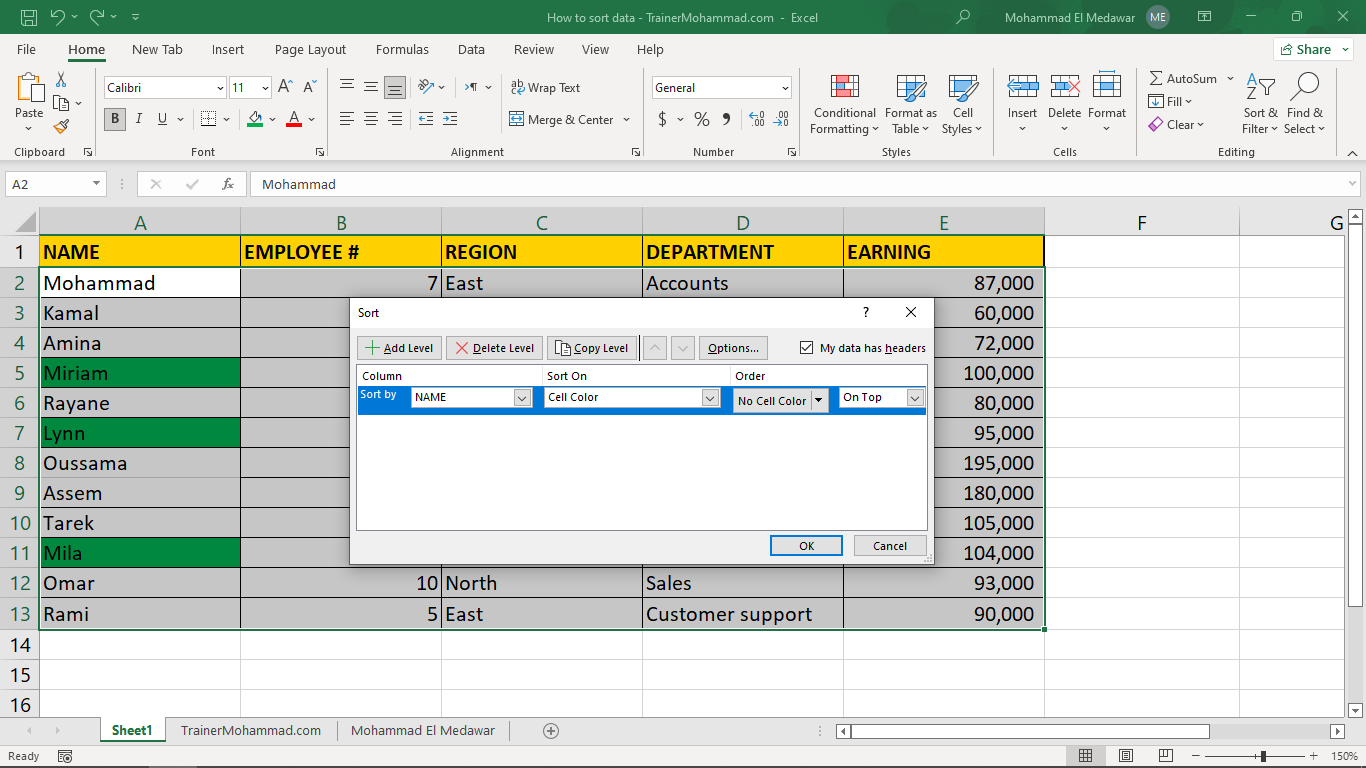 How to sort data - TrainerMohammad.com - Excel
Mohammad El Medawar ME
File Home New Tab Insert Page Layout Formulas Data Review View Help Share
Paste
Clipboard
Calibri 11
B I U A
Font
Wrap Text
Merge & Center
Alignment
General
$ % 9 .00 .0
Number
Conditional Formatting
Format as Table
Cell Styles
Styles
Insert Delete Format
Cells
AutoSum
Fill
Clear
Sort & Filter
Find & Select
Editing
A2 fx Mohammad
A B C D E F G
1 NAME EMPLOYEE # REGION DEPARTMENT EARNING
2 Mohammad 7 East Accounts 87,000
3 Kamal 60,000
4 Amina 72,000
5 Miriam 100,000
6 Rayane 80,000
7 Lynn 95,000
8 Oussama 195,000
9 Assem 180,000
10 Tarek 105,000
11 Mila 104,000
12 Omar 10 North Sales 93,000
13 Rami 5 East Customer support 90,000
14
15
16
Sort ?
Add Level Delete Level Copy Level Options... My data has headers
Column Sort On Order
Sort by NAME Cell Color No Cell Color On Top
OK Cancel
Sheet1 TrainerMohammad.com Mohammad El Medawar
Ready 150%